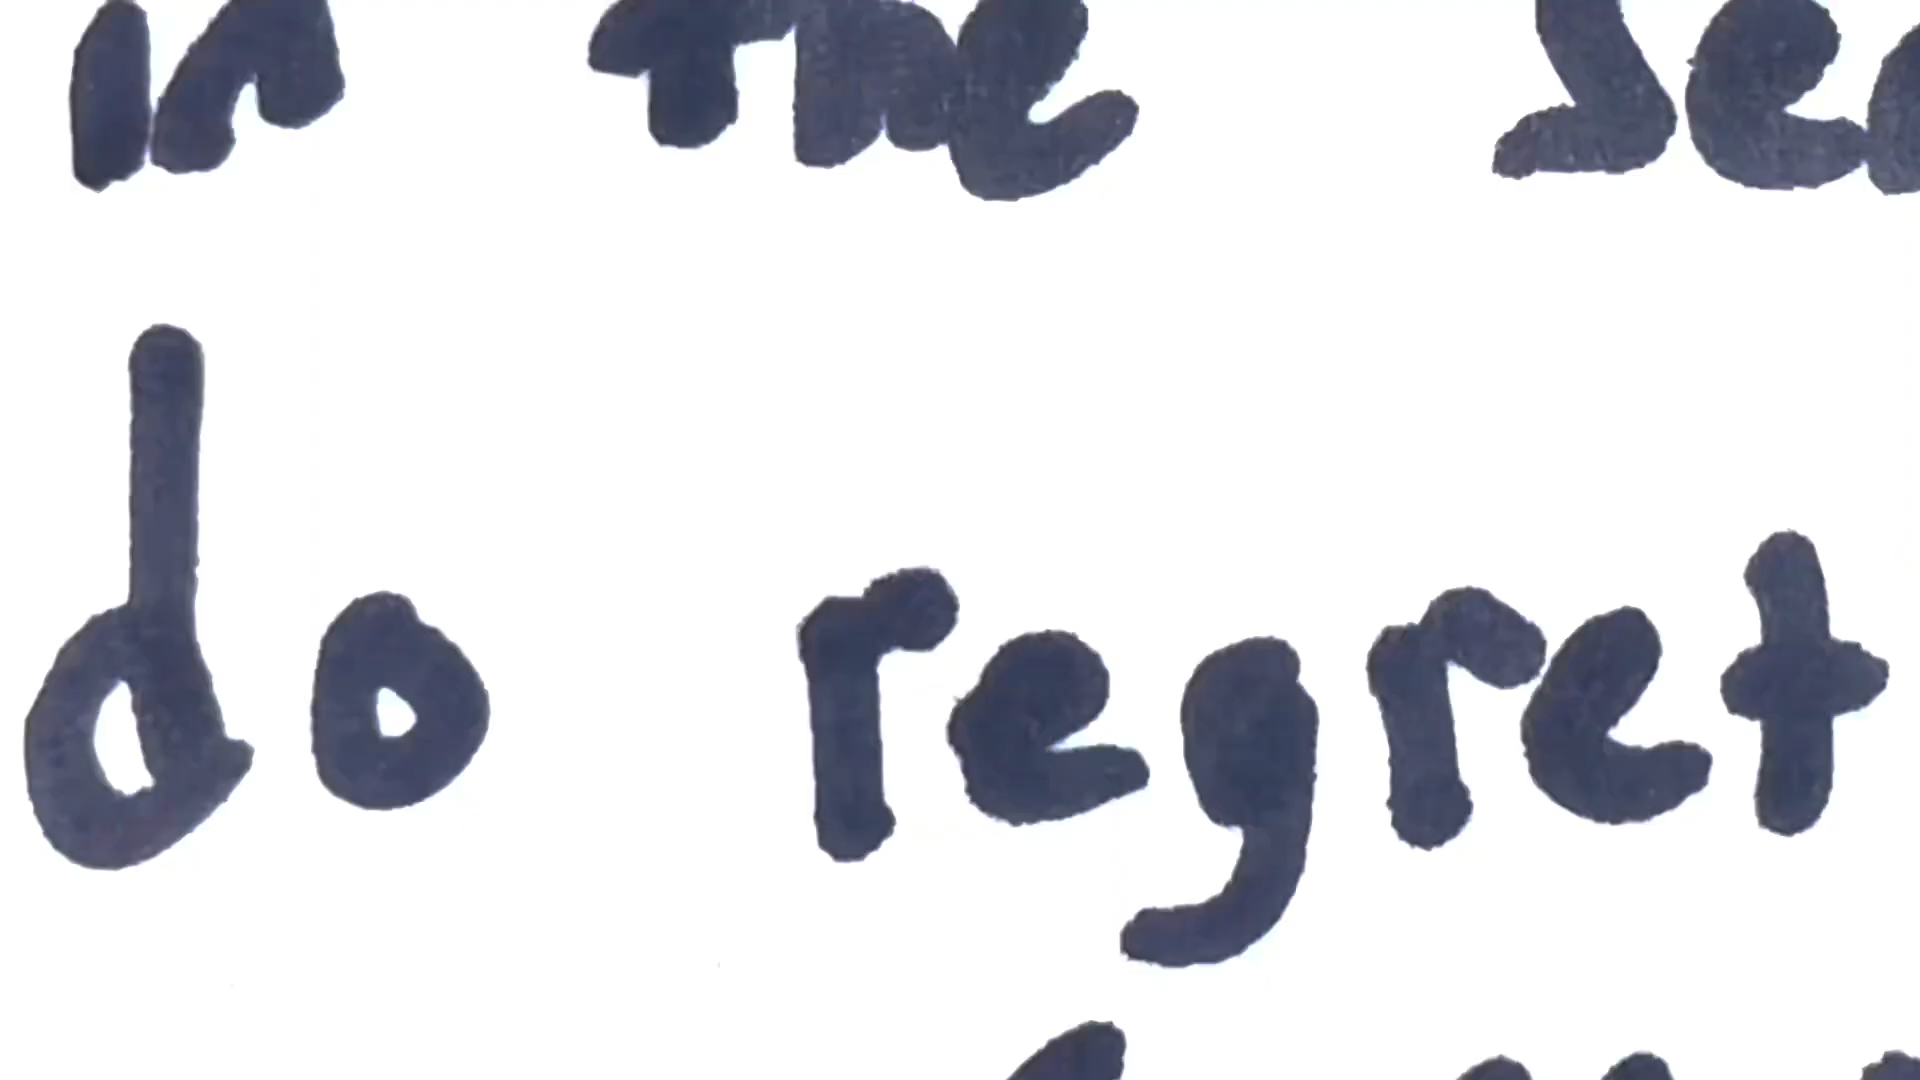 in the
do regret